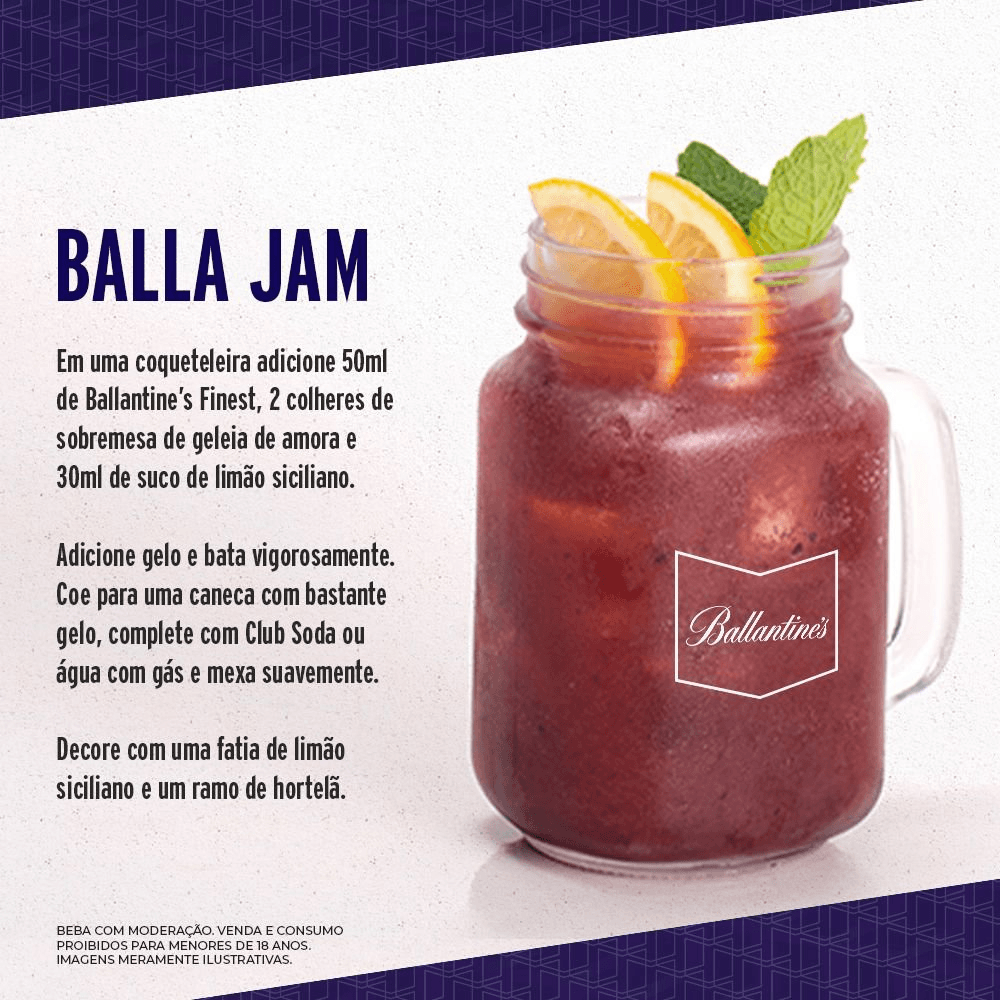 BALLA JAM
Em uma coqueteleira adicione 50ml
de Ballantine's Finest, 2 colheres de
sobremesa de geleia de amora e
30ml de suco de limão siciliano.
Adicione gelo e bata vigorosamente.
Coe para uma caneca com bastante
gelo, complete com Club Soda ou
água com gás e mexa suavemente.
Decore com uma fatia de limão
siciliano e um ramo de hortelã.
Ballantine's
BEBA COM MODERAÇÃO. VENDA E CONSUMO
PROIBIDOS PARA MENORES DE 18 ANOS.
IMAGENS MERAMENTE ILUSTRATIVAS.